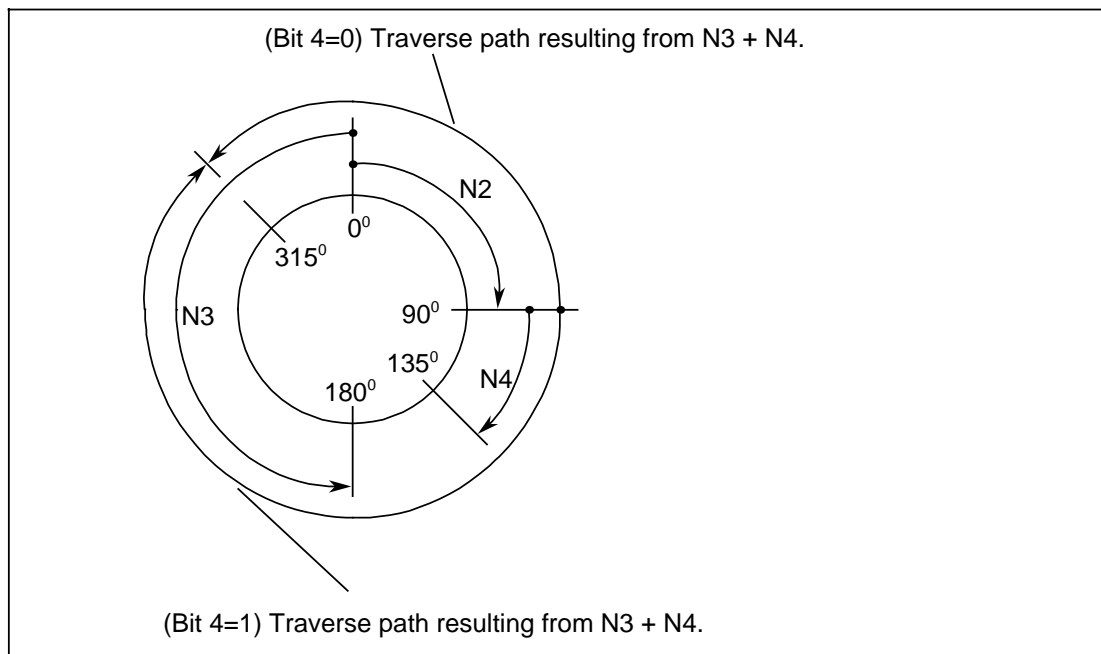 (Bit 4=0) Traverse path resulting from N3 + N4.
N2
0⁰
315⁰
N3
90⁰
135⁰
N4
180⁰
(Bit 4=1) Traverse path resulting from N3 + N4.